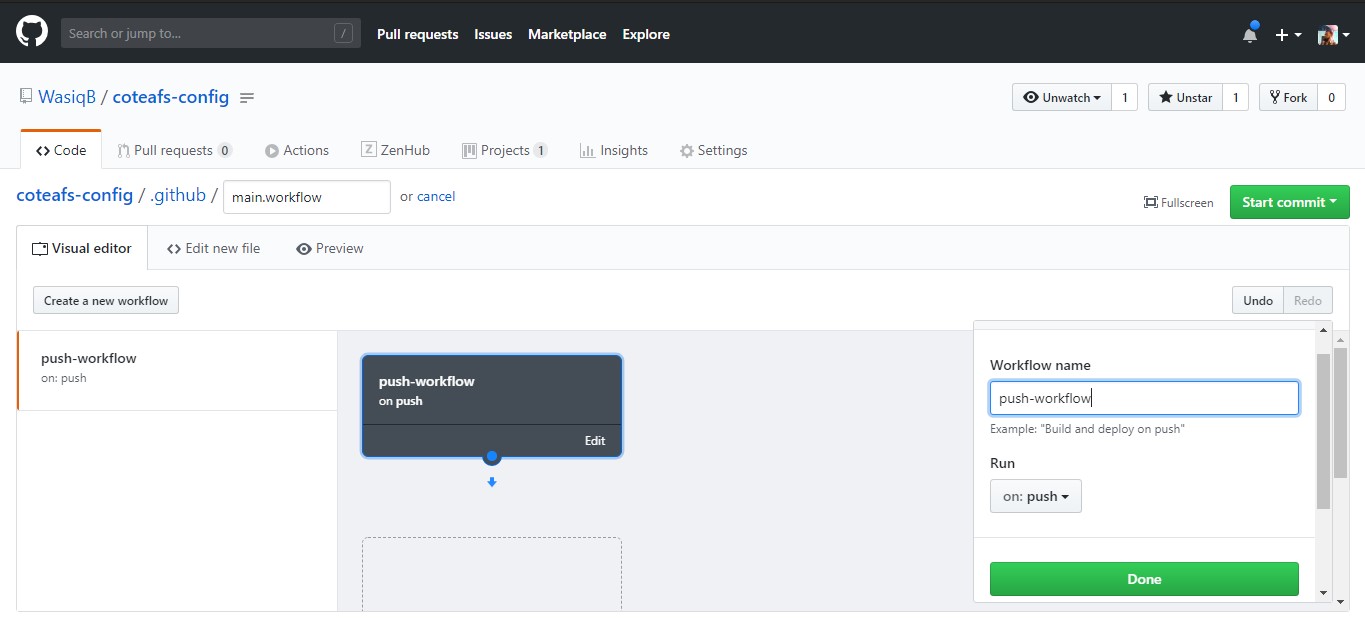 Search or jump to... / Pull requests Issues Marketplace Explore
WasiqB / coteafs-config Unwatch 1 Unstar 1 Fork 0
Code Pull requests 0 Actions Z ZenHub Projects 1 Insights Settings
coteafs-config / .github / main.workflow or cancel Fullscreen Start commit
Visual editor Edit new file Preview
Create a new workflow Undo Redo
push-workflow
on: push
push-workflow
on push
Edit
Workflow name
push-workflow
Example: "Build and deploy on push"
Run
on: push
Done